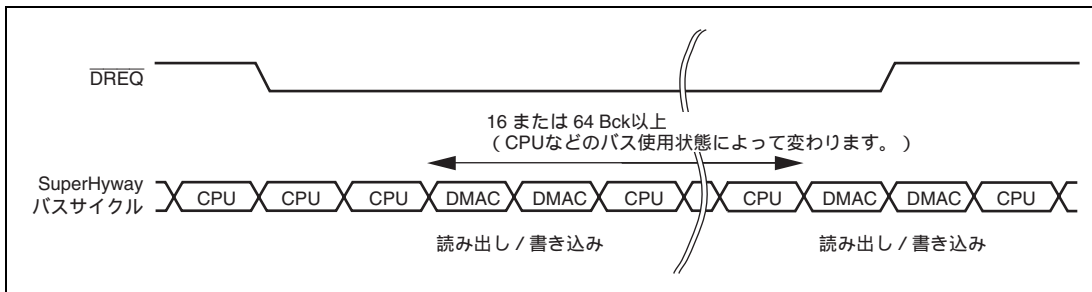 DREQ
16 または 64 Bck以上
( CPUなどのバス使用状態によって変わります。 )
SuperHyway
バスサイクル
CPU CPU CPU DMAC DMAC CPU CPU DMAC DMAC CPU
読み出し / 書き込み 読み出し / 書き込み